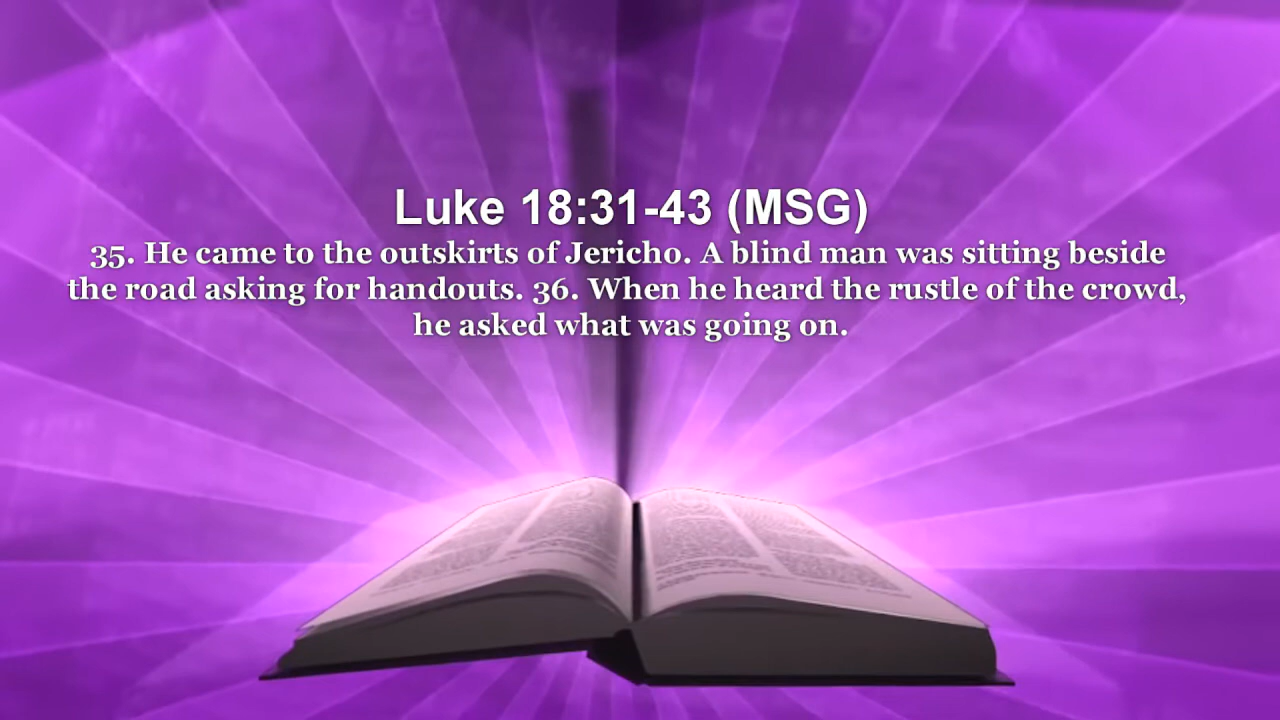 Luke 18:31-43 (MSG)
35. He came to the outskirts of Jericho. A blind man was sitting beside
the road asking for handouts. 36. When he heard the rustle of the crowd,
he asked what was going on.